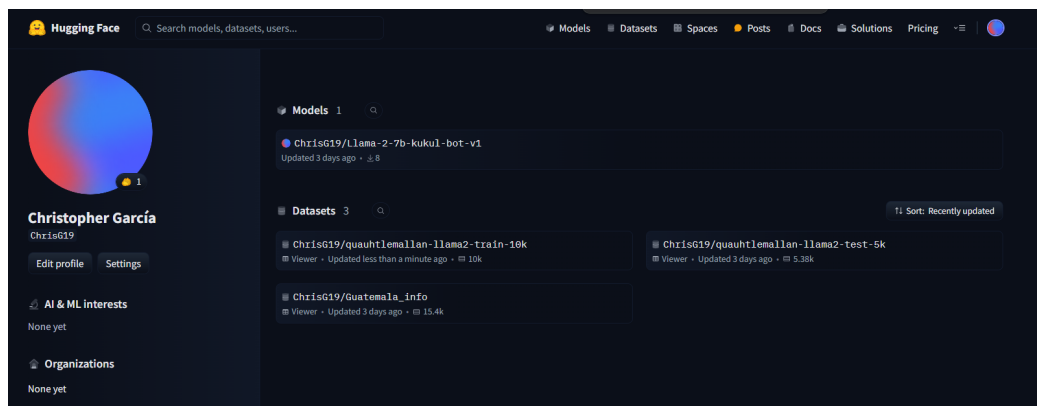 Hugging Face
Search models, datasets, users...
Models
Datasets
Spaces
Posts
Docs
Solutions
Pricing
1
Christopher García
ChrisG19
Edit profile
Settings
AI & ML interests
None yet
Organizations
None yet
Models 1
ChrisG19/Llama-2-7b-kukul-bot-v1
Updated 3 days ago • 8
Datasets 3
Sort: Recently updated
ChrisG19/quauhtlemallan-llama2-train-10k
Viewer • Updated less than a minute ago • 10k
ChrisG19/quauhtlemallan-llama2-test-5k
Viewer • Updated 3 days ago • 5.38k
ChrisG19/Guatemala_info
Viewer • Updated 3 days ago • 15.4k